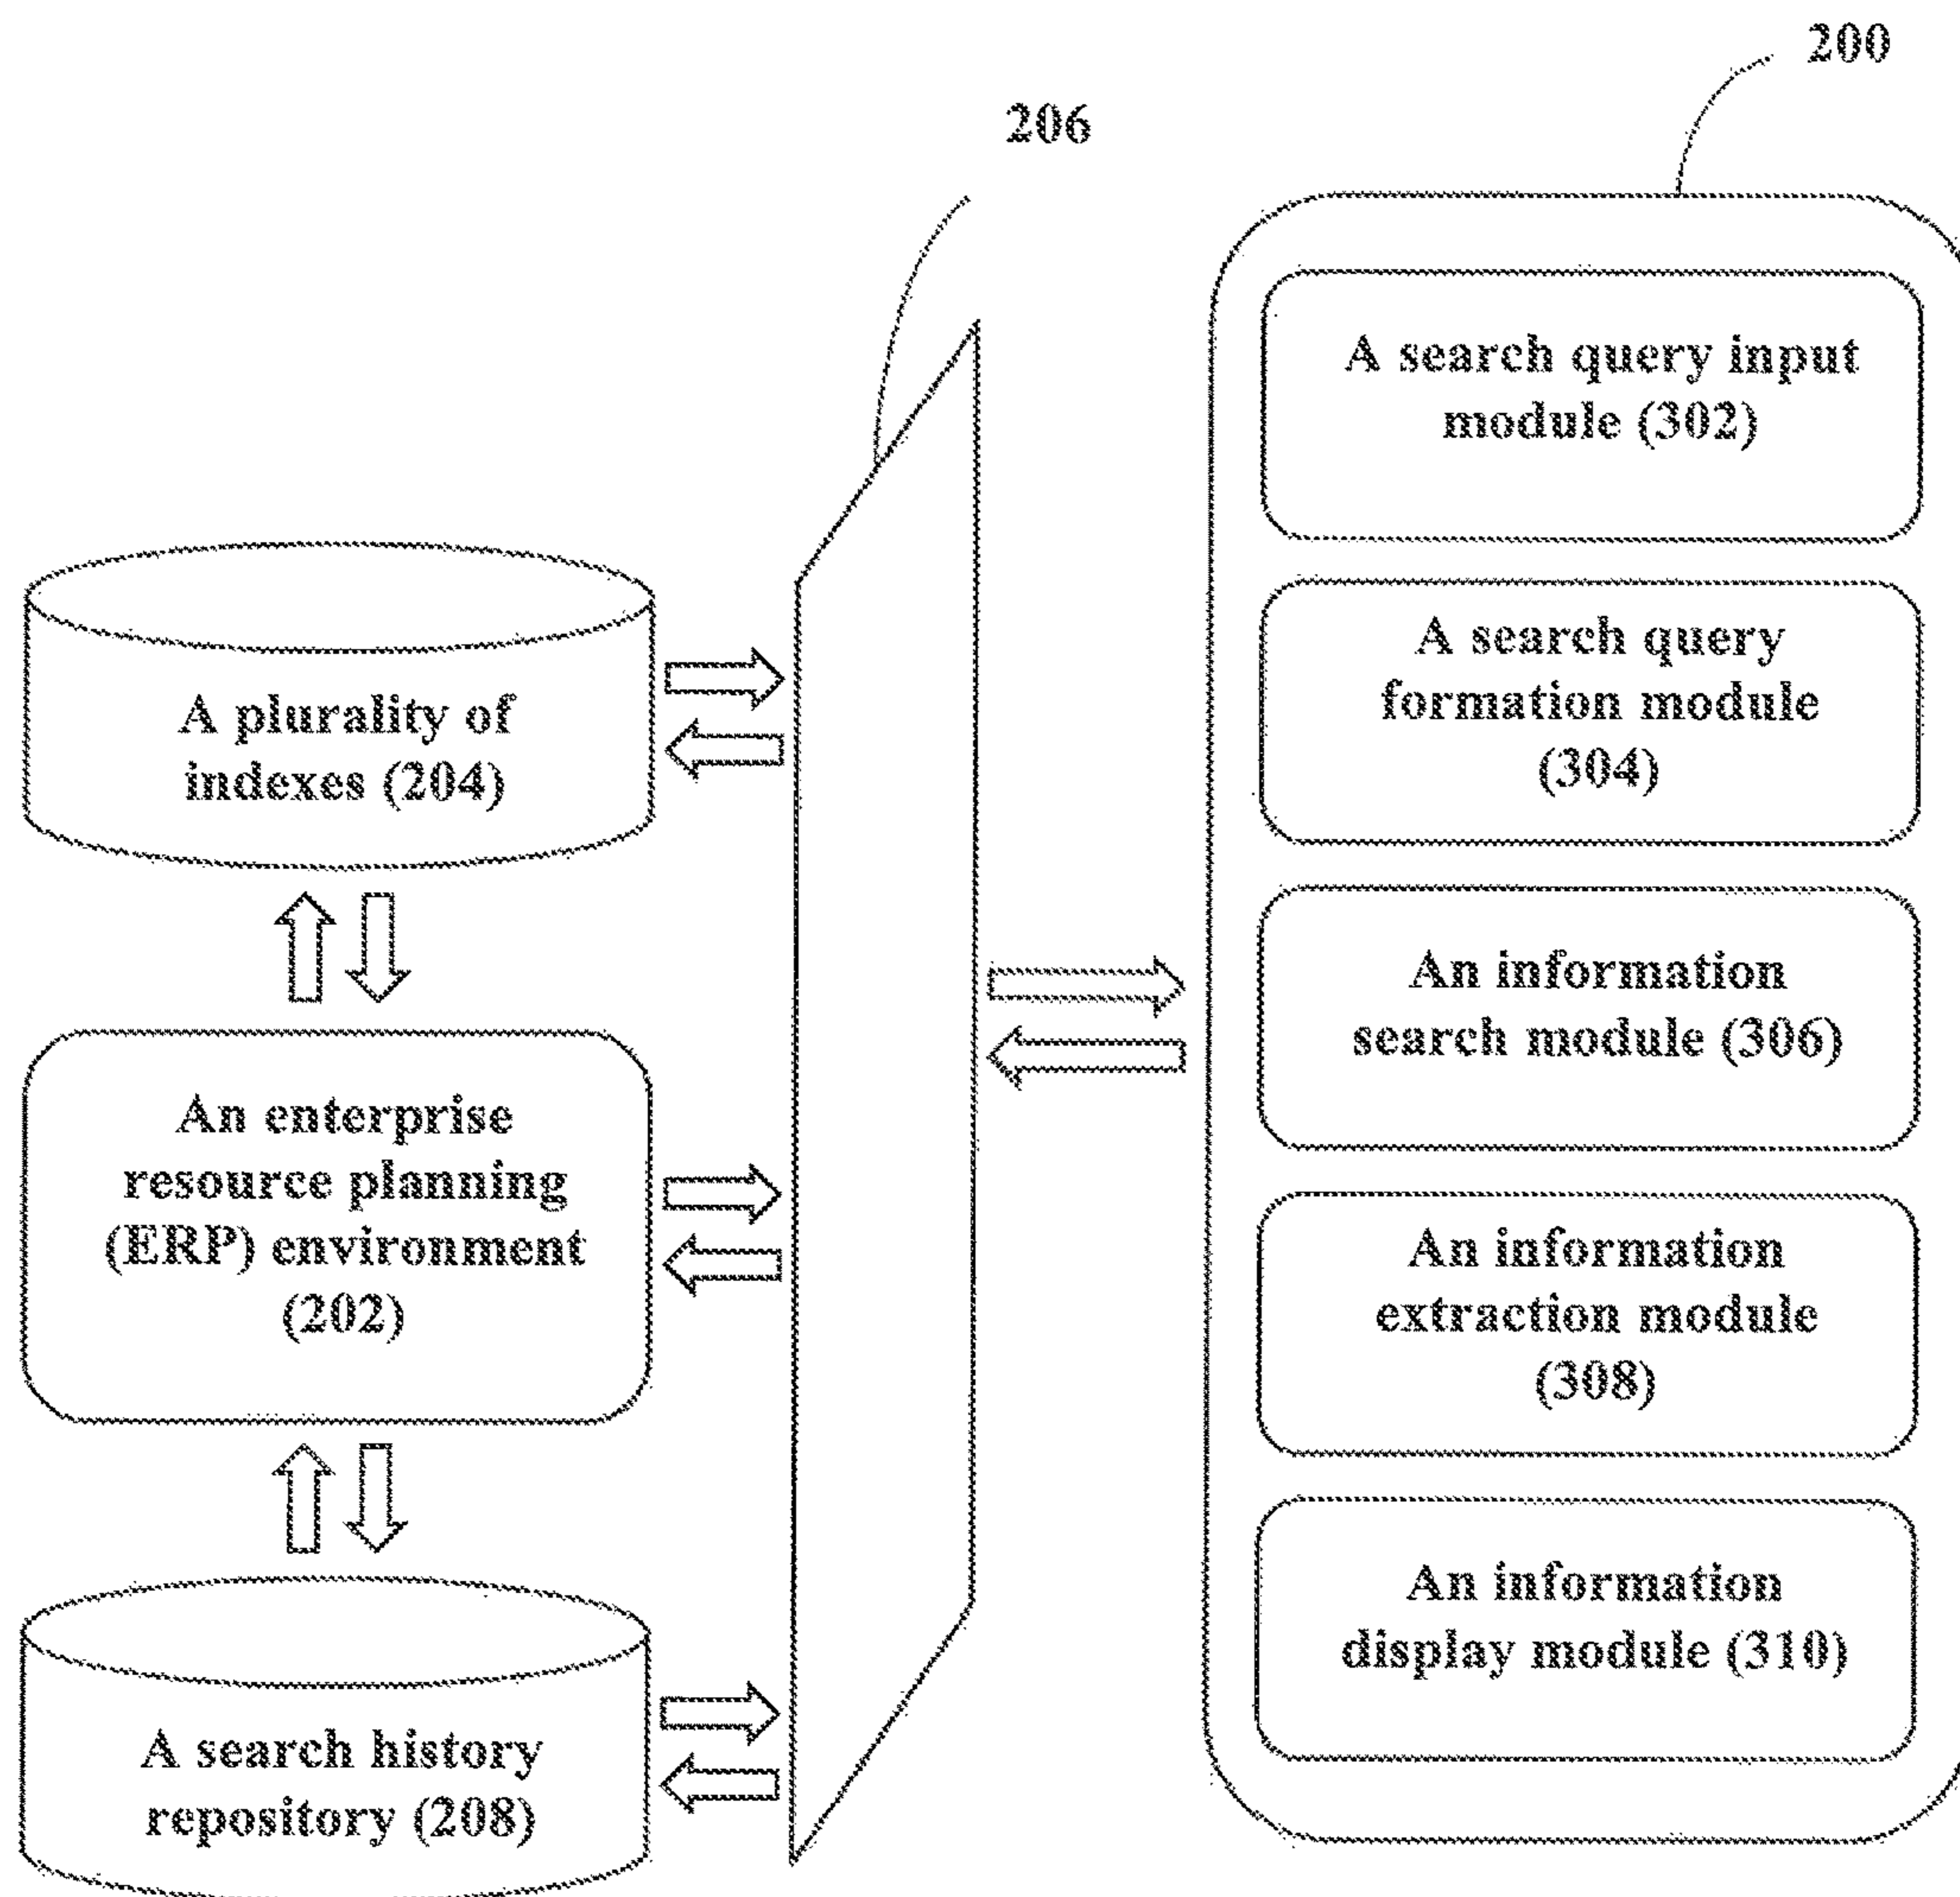 200
206
A search query input
module (302)
A search query
formation module
(304)
An information
search module (306)
An information
extraction module
(308)
An information
display module (310)
A plurality of
indexes (204)
An enterprise
resource planning
(ERP) environment
(202)
A search history
repository (208)